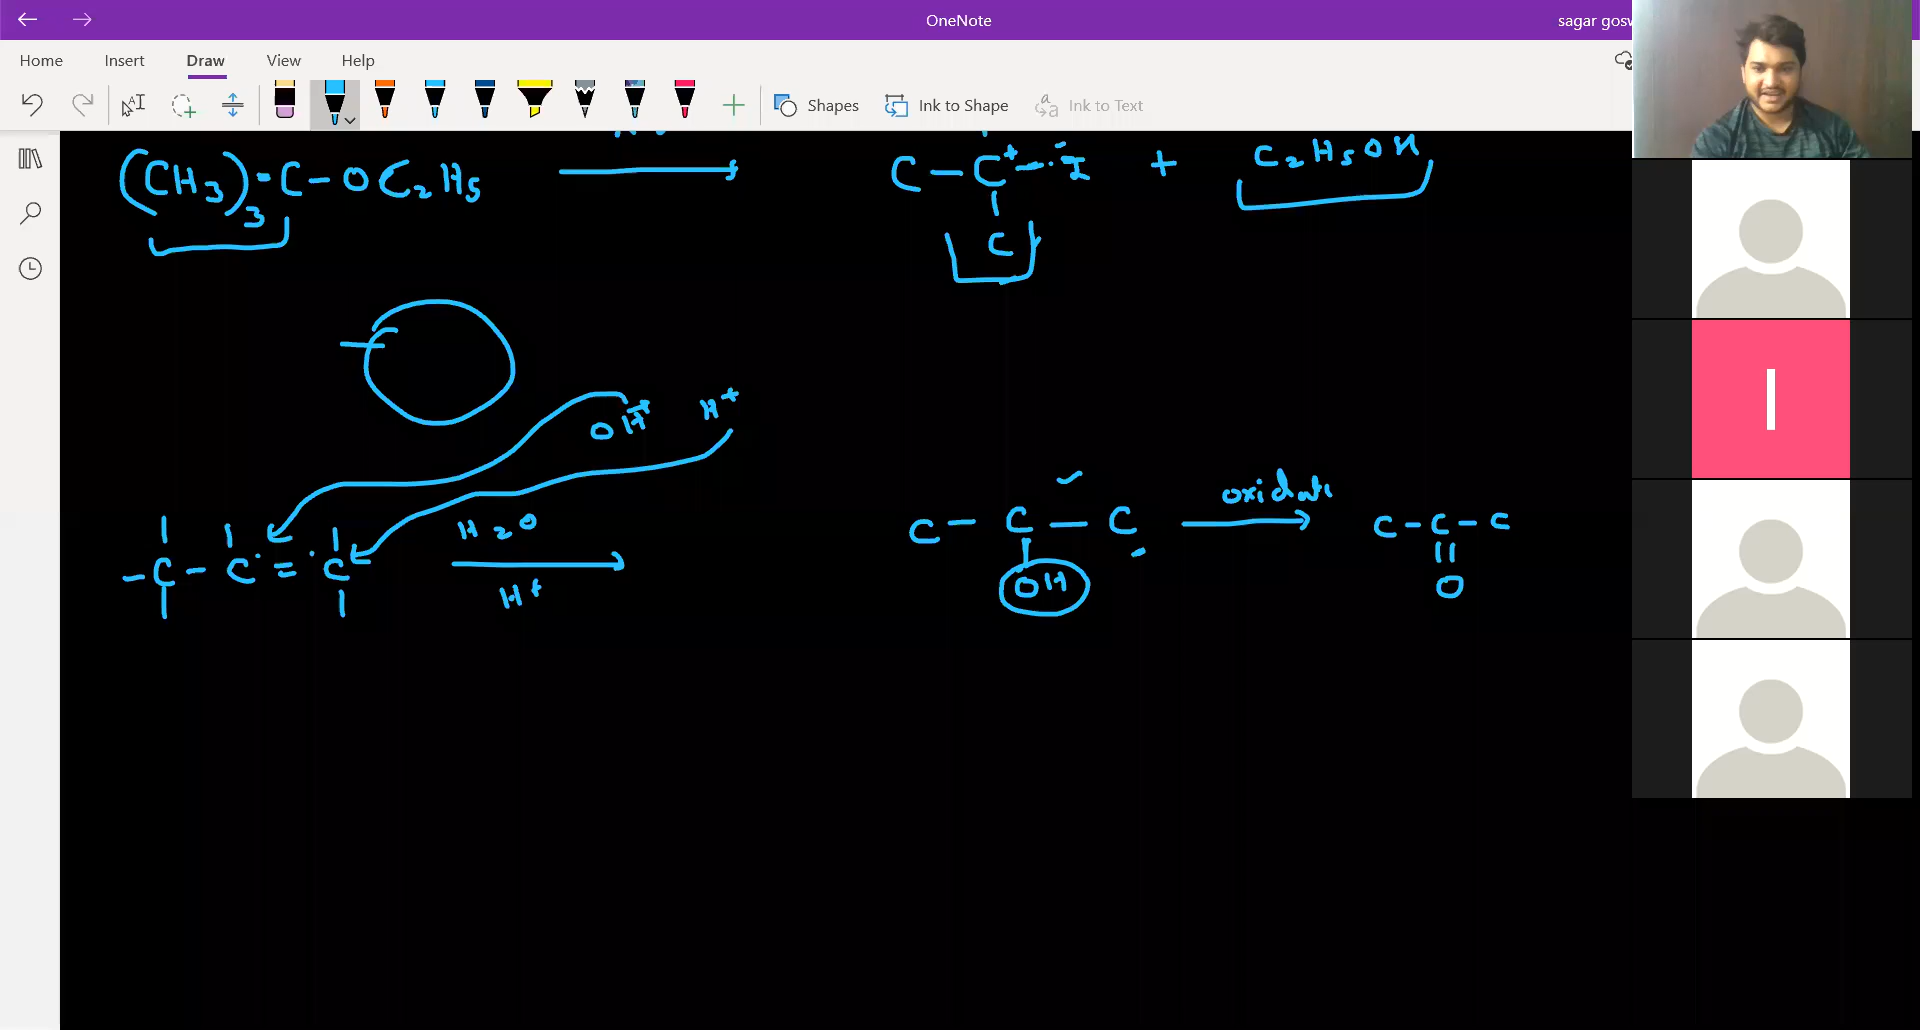 OneNote
sagar gosw
Home Insert Draw View Help
Shapes Ink to Shape Ink to Text
(CH3)3-C-OC2H5 → C-C+-I + C2H5OH
C
OH H+
I
H2O
-C-C=C → C-C-C oxidati → C-C-C
H+
OH O